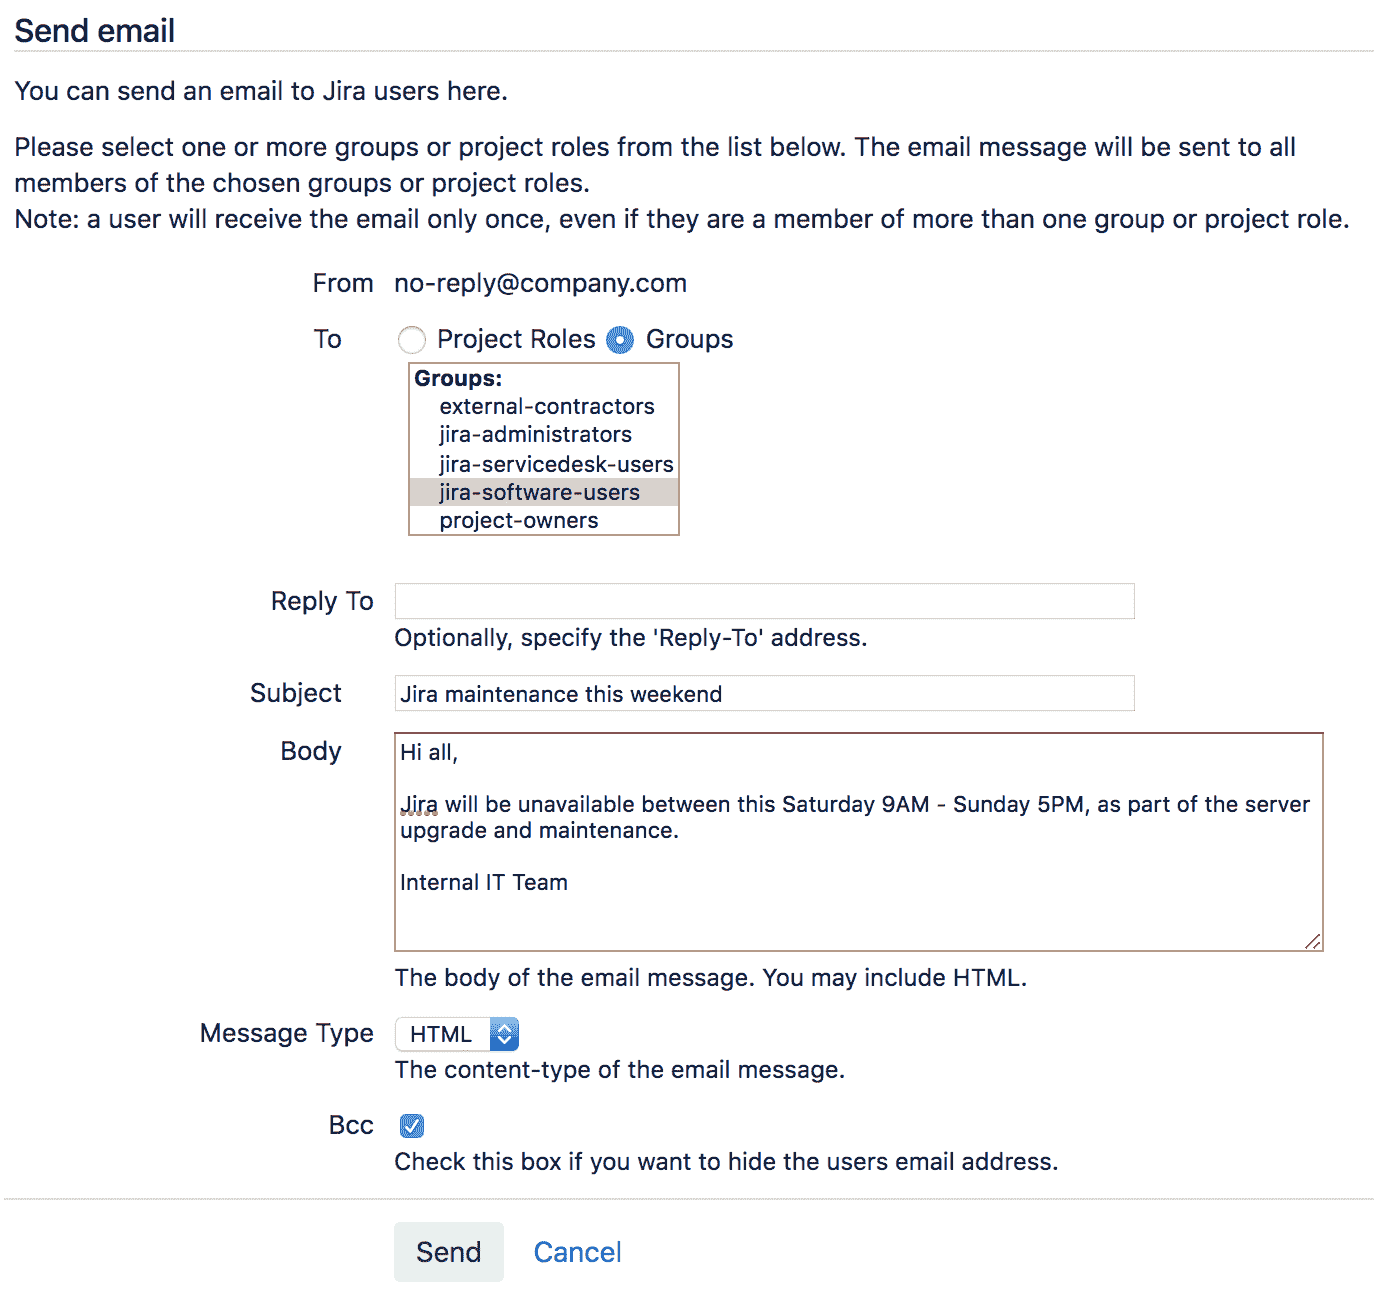 Send email
You can send an email to Jira users here.
Please select one or more groups or project roles from the list below. The email message will be sent to all
members of the chosen groups or project roles.
Note: a user will receive the email only once, even if they are a member of more than one group or project role.
From no-reply@company.com
To Project Roles Groups
Groups:
external-contractors
jira-administrators
jira-servicedesk-users
jira-software-users
project-owners
Reply To
Optionally, specify the 'Reply-To' address.
Subject Jira maintenance this weekend
Body Hi all,
Jira will be unavailable between this Saturday 9AM - Sunday 5PM, as part of the server
upgrade and maintenance.
Internal IT Team
The body of the email message. You may include HTML.
Message Type HTML
The content-type of the email message.
Bcc
Check this box if you want to hide the users email address.
Send Cancel